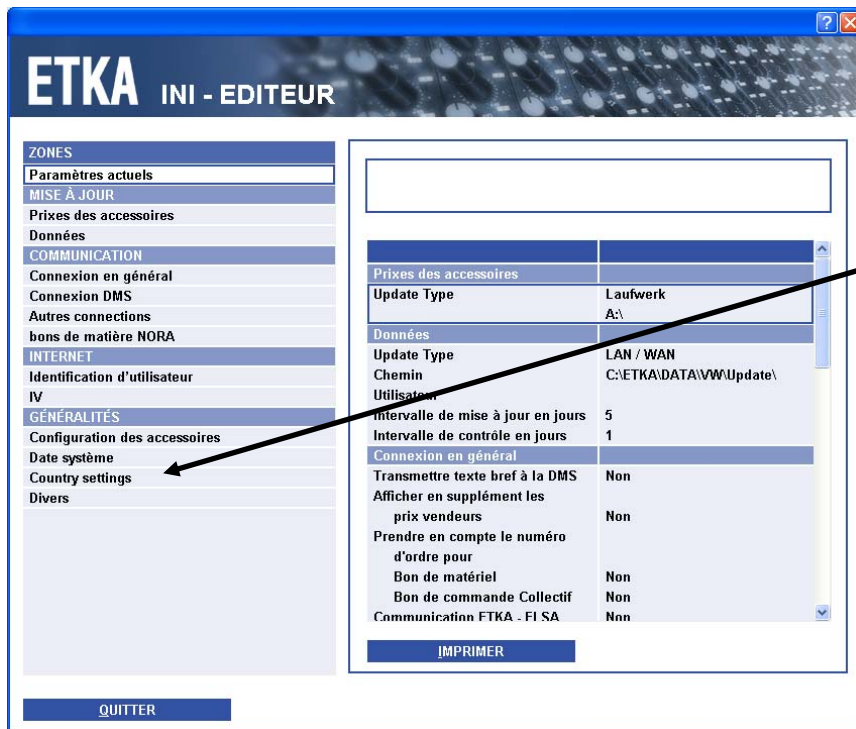 ETKA INI - EDITEUR
ZONES
Paramètres actuels
MISE À JOUR
Prixes des accessoires
Données
COMMUNICATION
Connexion en général
Connexion DMS
Autres connections
bons de matière NORA
INTERNET
Identification d'utilisateur
IV
GÉNÉRALITÉS
Configuration des accessoires
Date système
Country settings
Divers
QUITTER
Prixes des accessoires
Update Type Laufwerk
A:\
Données
Update Type LAN / WAN
Chemin C:\ETKA\DATA\VW\Update\
Utilisateur
Intervalle de mise à jour en jours 5
Intervalle de contrôle en jours 1
Connexion en général
Transmettre texte bref à la DMS Non
Afficher en supplément les
prix vendeurs Non
Prendre en compte le numéro
d'ordre pour
Bon de matériel Non
Bon de commande Collectif Non
Communication ETKA - ELSA Non
IMPRIMER